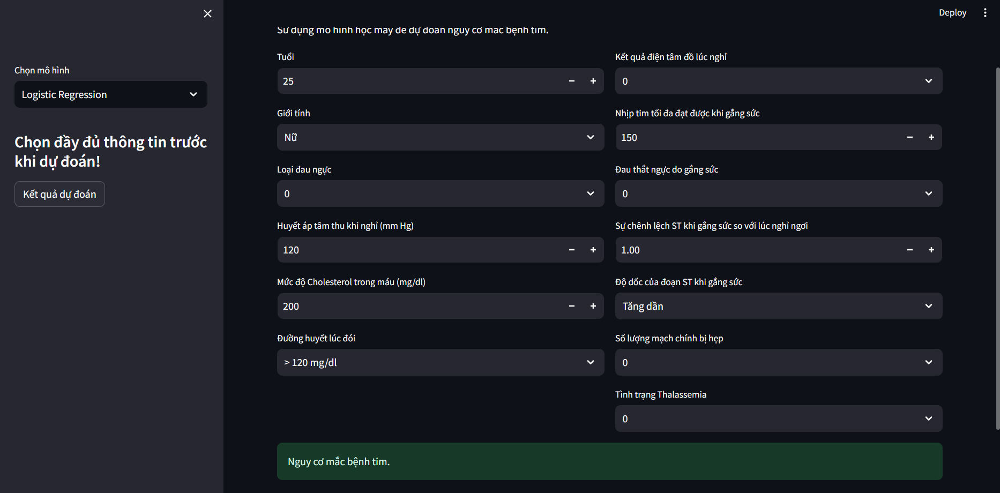 Deploy
Chọn mô hình
Logistic Regression
Chọn đầy đủ thông tin trước
khi dự đoán!
Kết quả dự đoán
Sử dụng mô hình học máy để dự đoán nguy cơ mắc bệnh tim.
Tuổi
25
Giới tính
Nữ
Loại đau ngực
0
Huyết áp tâm thu khi nghỉ (mm Hg)
120
Mức độ Cholesterol trong máu (mg/dl)
200
Đường huyết lúc đói
> 120 mg/dl
Kết quả điện tâm đồ lúc nghỉ
0
Nhịp tim tối đa đạt được khi gắng sức
150
Đau thắt ngực do gắng sức
0
Sự chênh lệch ST khi gắng sức so với lúc nghỉ ngơi
1.00
Độ dốc của đoạn ST khi gắng sức
Tăng dần
Số lượng mạch chính bị hẹp
0
Tình trạng Thalassemia
0
Nguy cơ mắc bệnh tim.